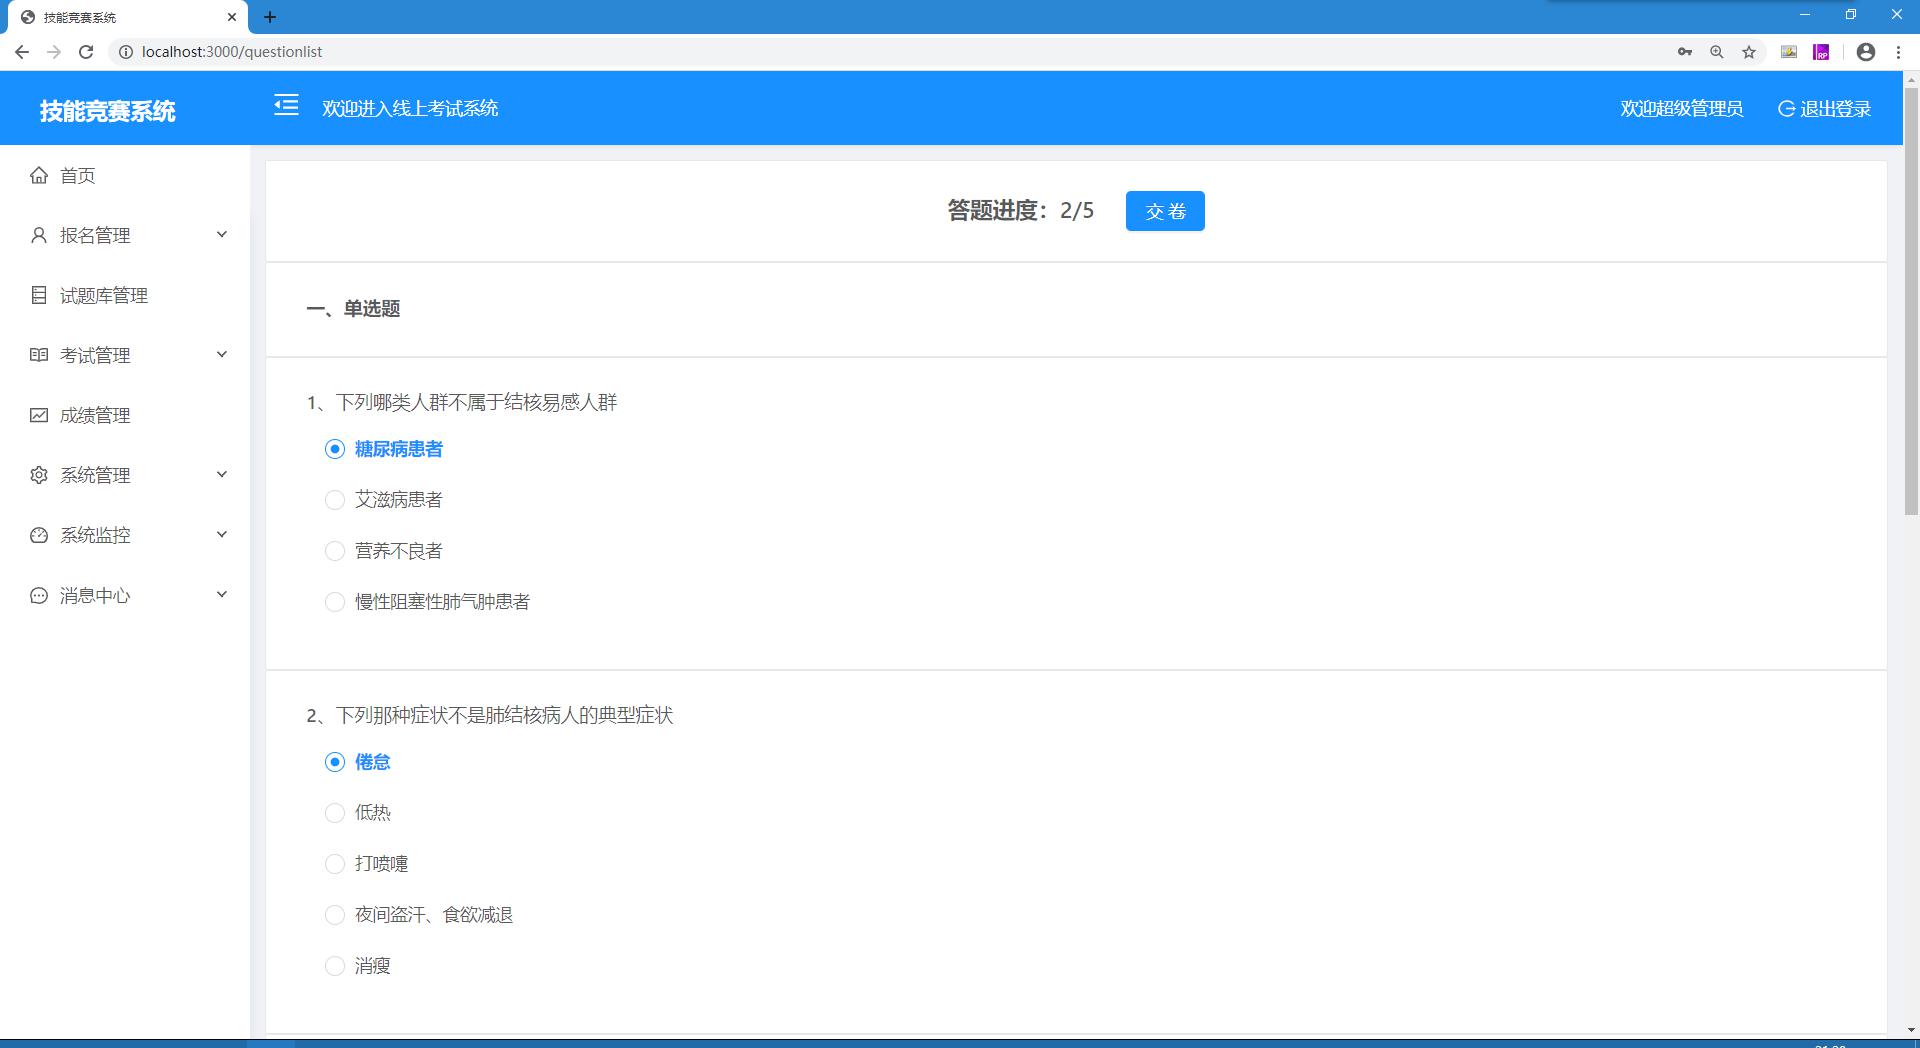 技能竞赛系统
localhost:3000/questionlist
技能竞赛系统
欢迎进入线上考试系统
欢迎超级管理员
退出登录
首页
报名管理
试题库管理
考试管理
成绩管理
系统管理
系统监控
消息中心
答题进度：2/5
交 卷
一、单选题
1、下列哪类人群不属于结核易感人群
糖尿病患者
艾滋病患者
营养不良者
慢性阻塞性肺气肿患者
2、下列那种症状不是肺结核病人的典型症状
倦怠
低热
打喷嚏
夜间盗汗、食欲减退
消瘦